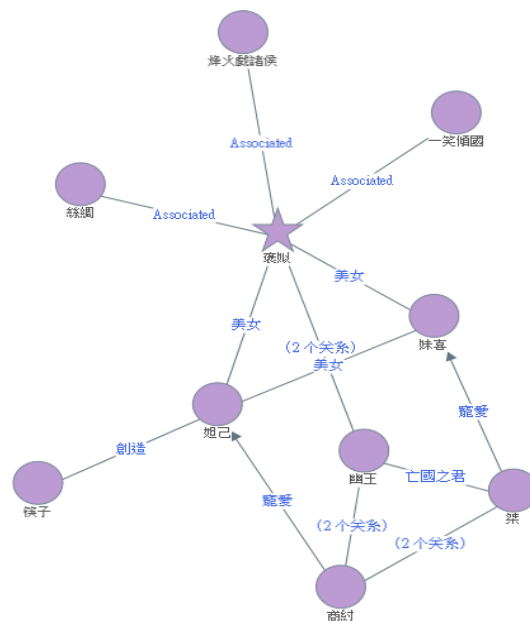 烽火戲諸侯
一笑傾國
Associated
Associated
絲綢
Associated
褒姒
美女
妹喜
美女
(2个关系)
美女
妲己
寵愛
創造
幽王
亡國之君
筷子
寵愛
桀
(2个关系)
(2个关系)
商紂